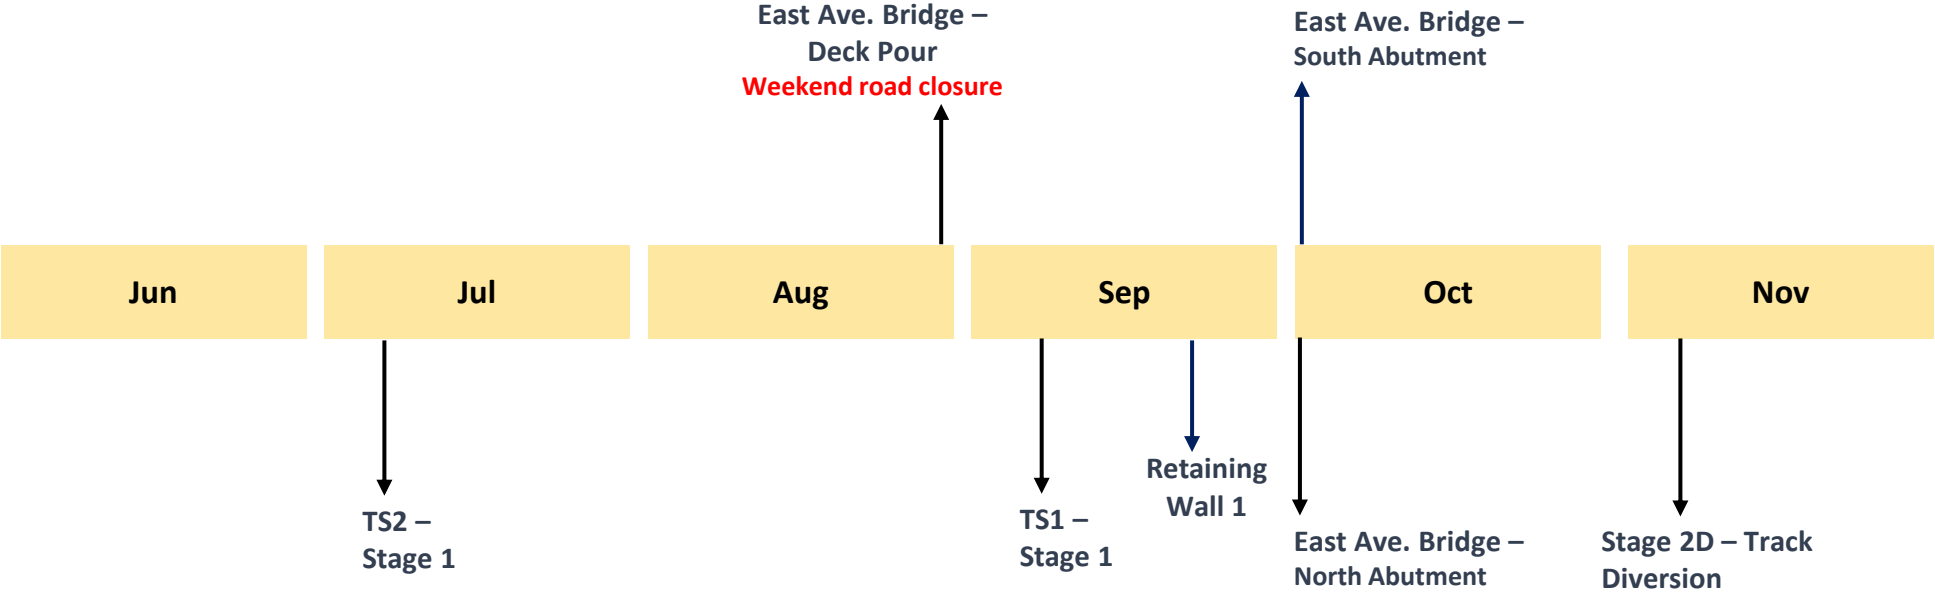 East Ave. Bridge –
Deck Pour
Weekend road closure
East Ave. Bridge –
South Abutment
Jun
Jul
Aug
Sep
Oct
Nov
TS2 –
Stage 1
TS1 –
Stage 1
Retaining
Wall 1
East Ave. Bridge –
North Abutment
Stage 2D – Track
Diversion